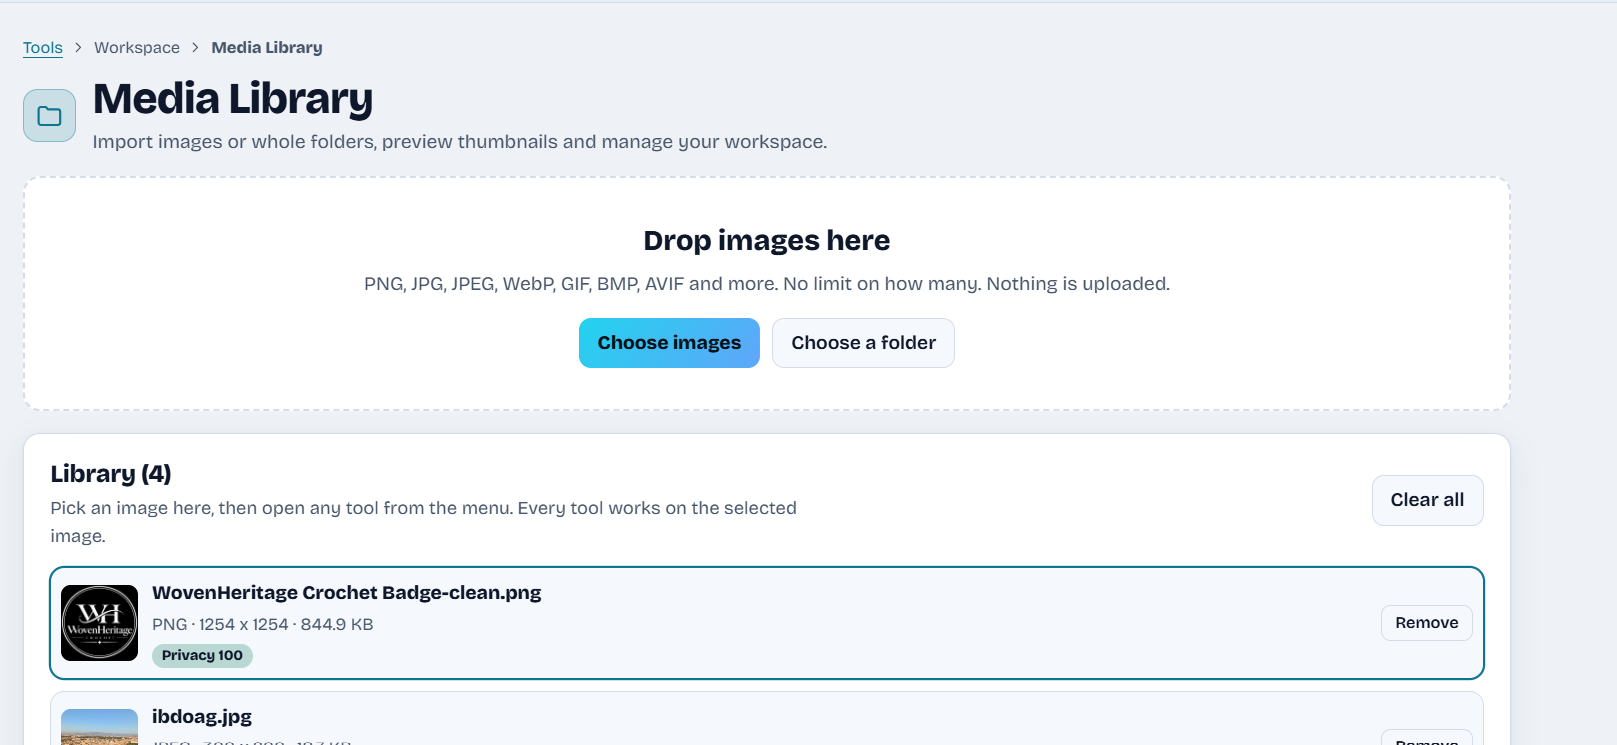 Tools > Workspace > Media Library
Media Library
Import images or whole folders, preview thumbnails and manage your workspace.
Drop images here
PNG, JPG, JPEG, WebP, GIF, BMP, AVIF and more. No limit on how many. Nothing is uploaded.
Choose images
Choose a folder
Library (4)
Pick an image here, then open any tool from the menu. Every tool works on the selected
image.
Clear all
WH
WovenHeritage
WovenHeritage Crochet Badge-clean.png
PNG · 1254 x 1254 · 844.9 KB
Privacy 100
Remove
ibdoag.jpg
Remove